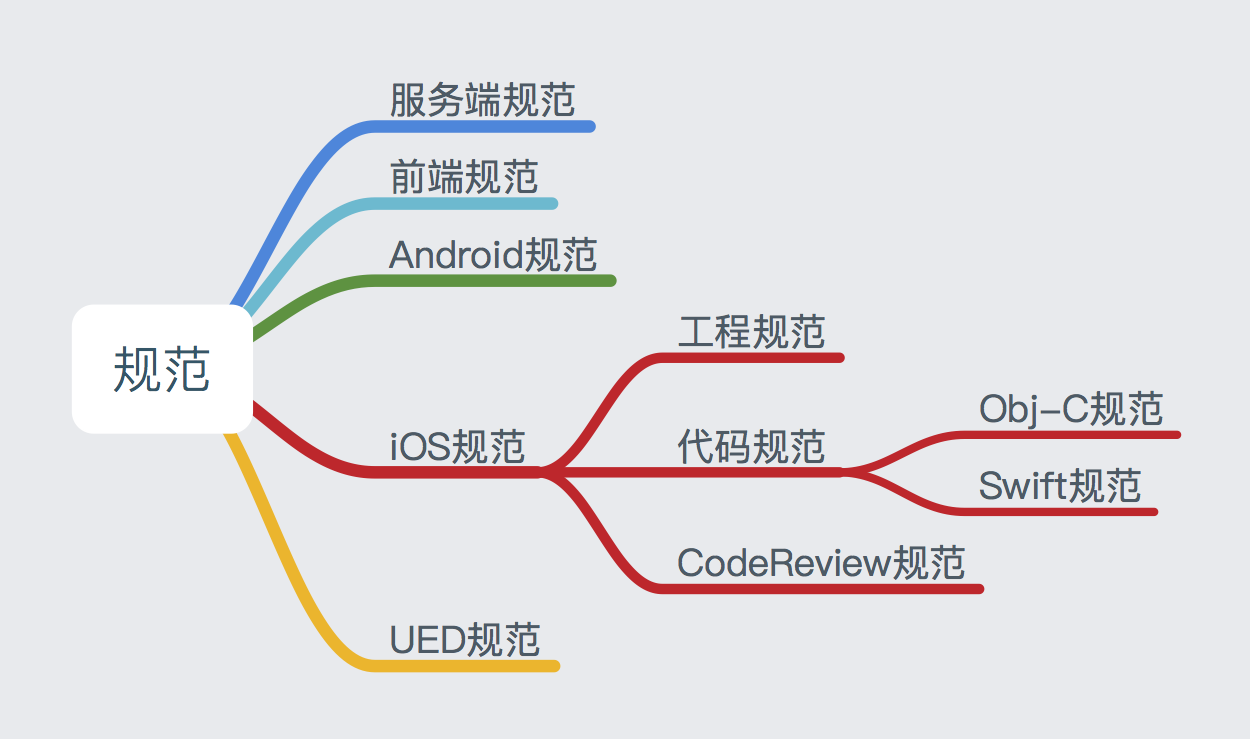 规范
服务端规范
前端规范
Android规范
iOS规范
工程规范
代码规范
Obj-C规范
Swift规范
CodeReview规范
UED规范